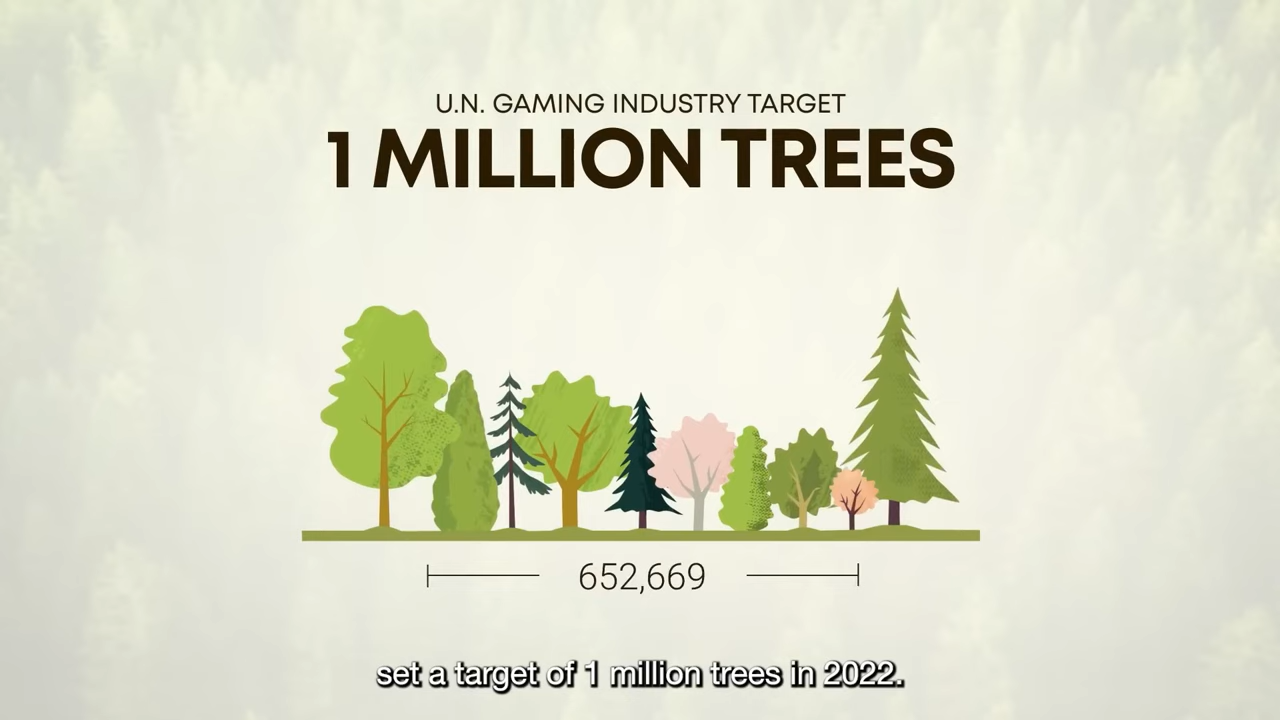 U.N. GAMING INDUSTRY TARGET
1 MILLION TREES
652,669
set a target of 1 million trees in 2022.